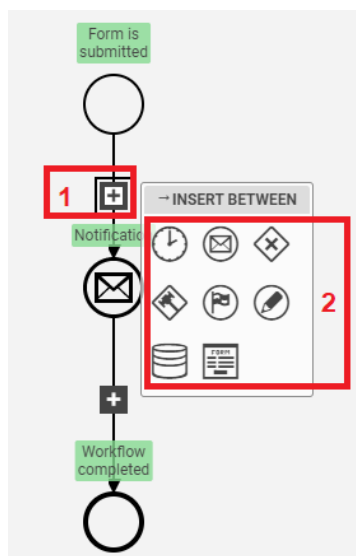 Form is
submitted
1
→INSERT BETWEEN
Notificatio
2
FORM
Workflow
completed